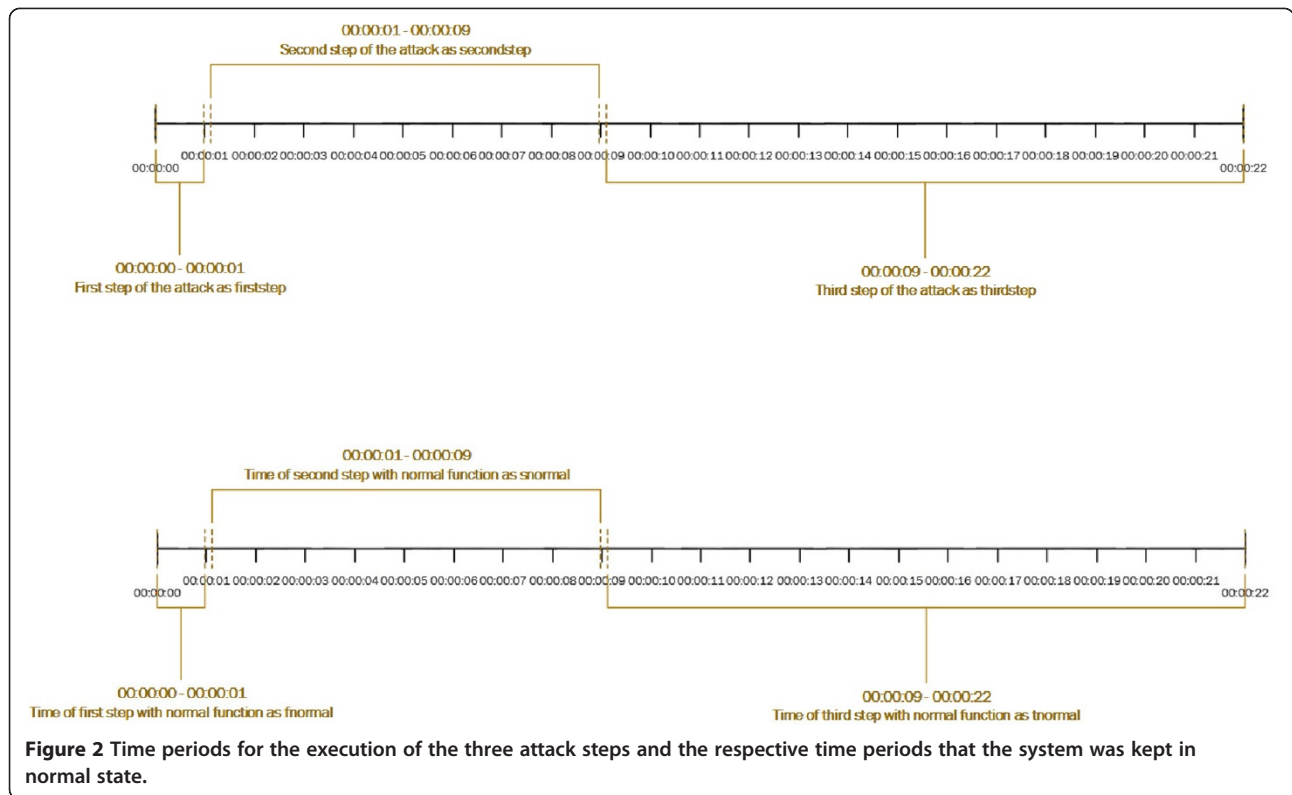 00:00:01 - 00:00:09
Second step of the attack as secondstep
00:00:01 00:00:02 00:00:03 00:00:04 00:00:05 00:00:06 00:00:07 00:00:08 00:00:09 00:00:10 00:00:11 00:00:12 00:00:13 00:00:14 00:00:15 00:00:16 00:00:17 00:00:18 00:00:19 00:00:20 00:00:21
00:00:00 00:00:22
00:00:00 - 00:00:01
First step of the attack as firststep
00:00:09 - 00:00:22
Third step of the attack as thirdstep
00:00:01 - 00:00:09
Time of second step with normal function as snormal
00:00:01 00:00:02 00:00:03 00:00:04 00:00:05 00:00:06 00:00:07 00:00:08 00:00:09 00:00:10 00:00:11 00:00:12 00:00:13 00:00:14 00:00:15 00:00:16 00:00:17 00:00:18 00:00:19 00:00:20 00:00:21
00:00:00 00:00:22
00:00:00 - 00:00:01
Time of first step with normal function as fnormal
00:00:09 - 00:00:22
Time of third step with normal function as tnormal
Figure 2 Time periods for the execution of the three attack steps and the respective time periods that the system was kept in
normal state.